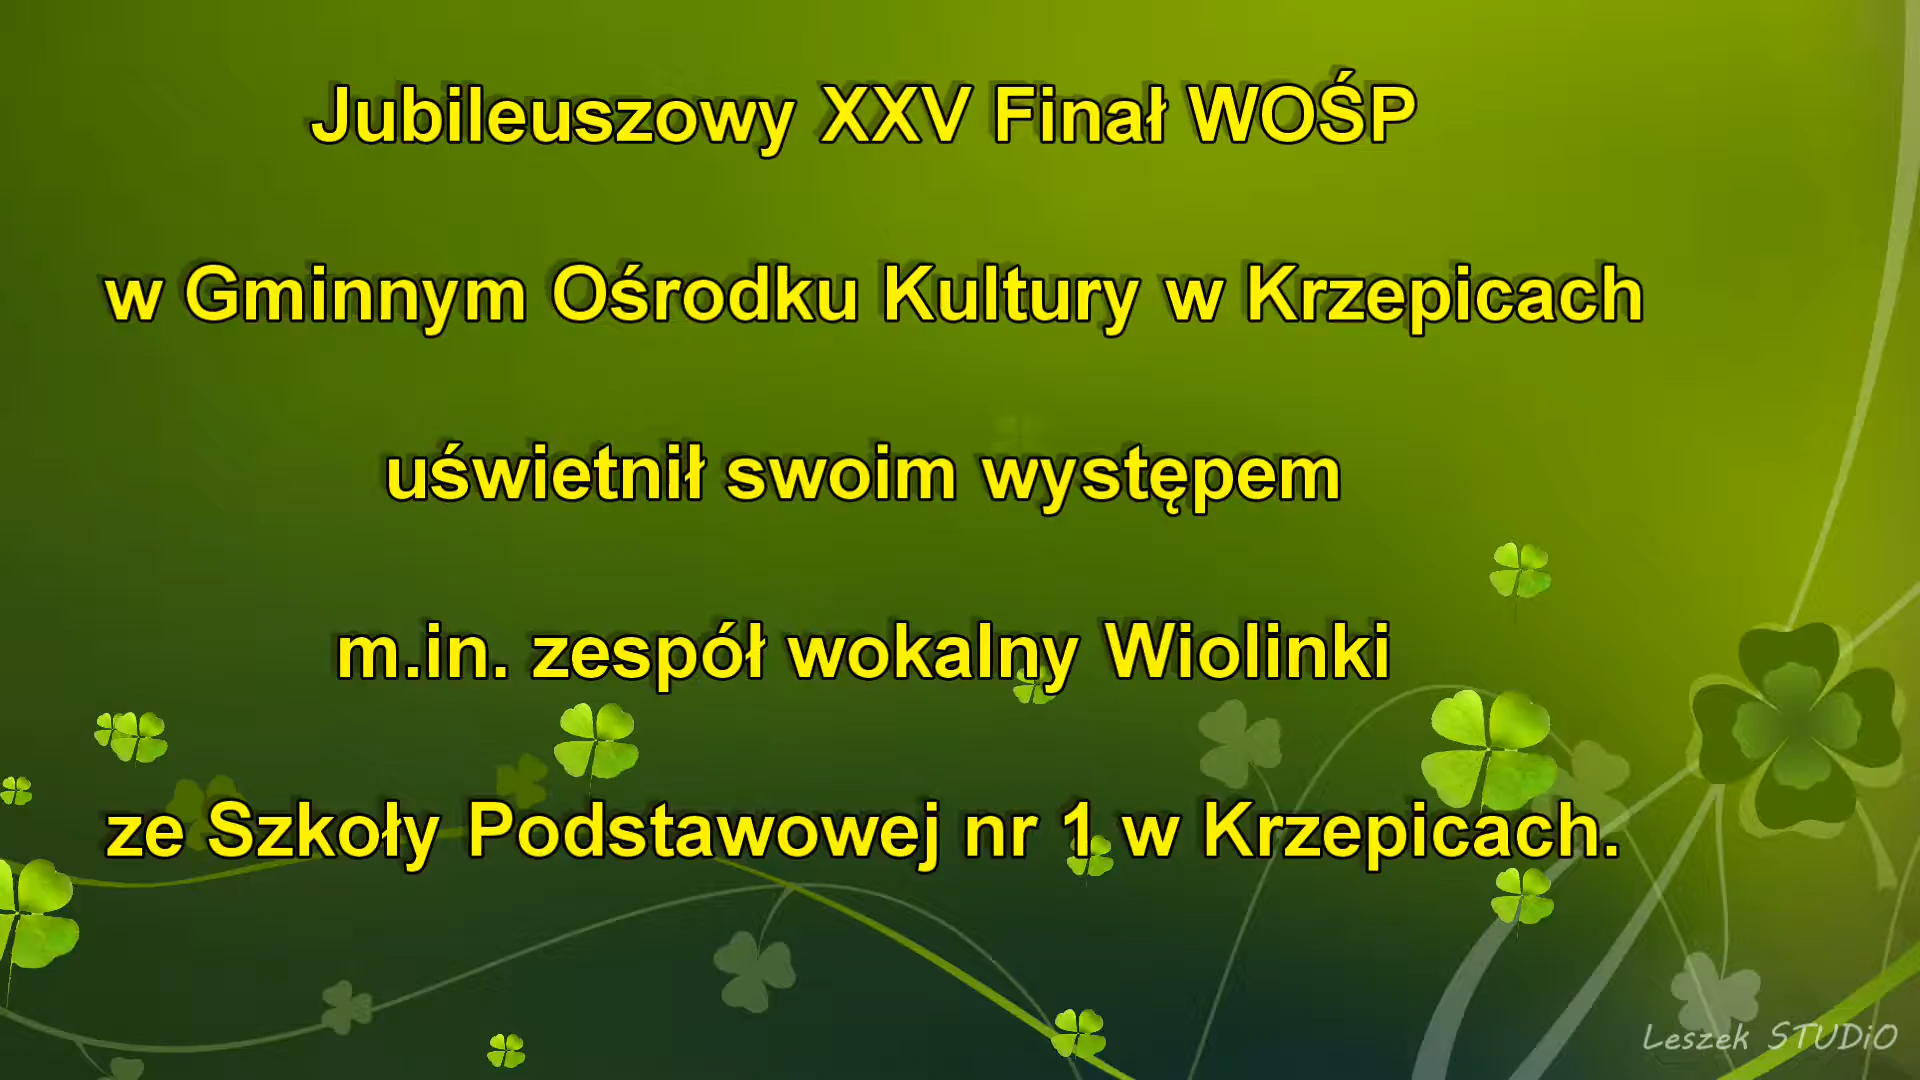 Jubileuszowy XXV Finał WOŚP
w Gminnym Ośrodku Kultury w Krzepicach
uświetnił swoim występem
m.in. zespół wokalny Wiolinki
ze Szkoły Podstawowej nr 1 w Krzepicach.
Leszek STUDiO